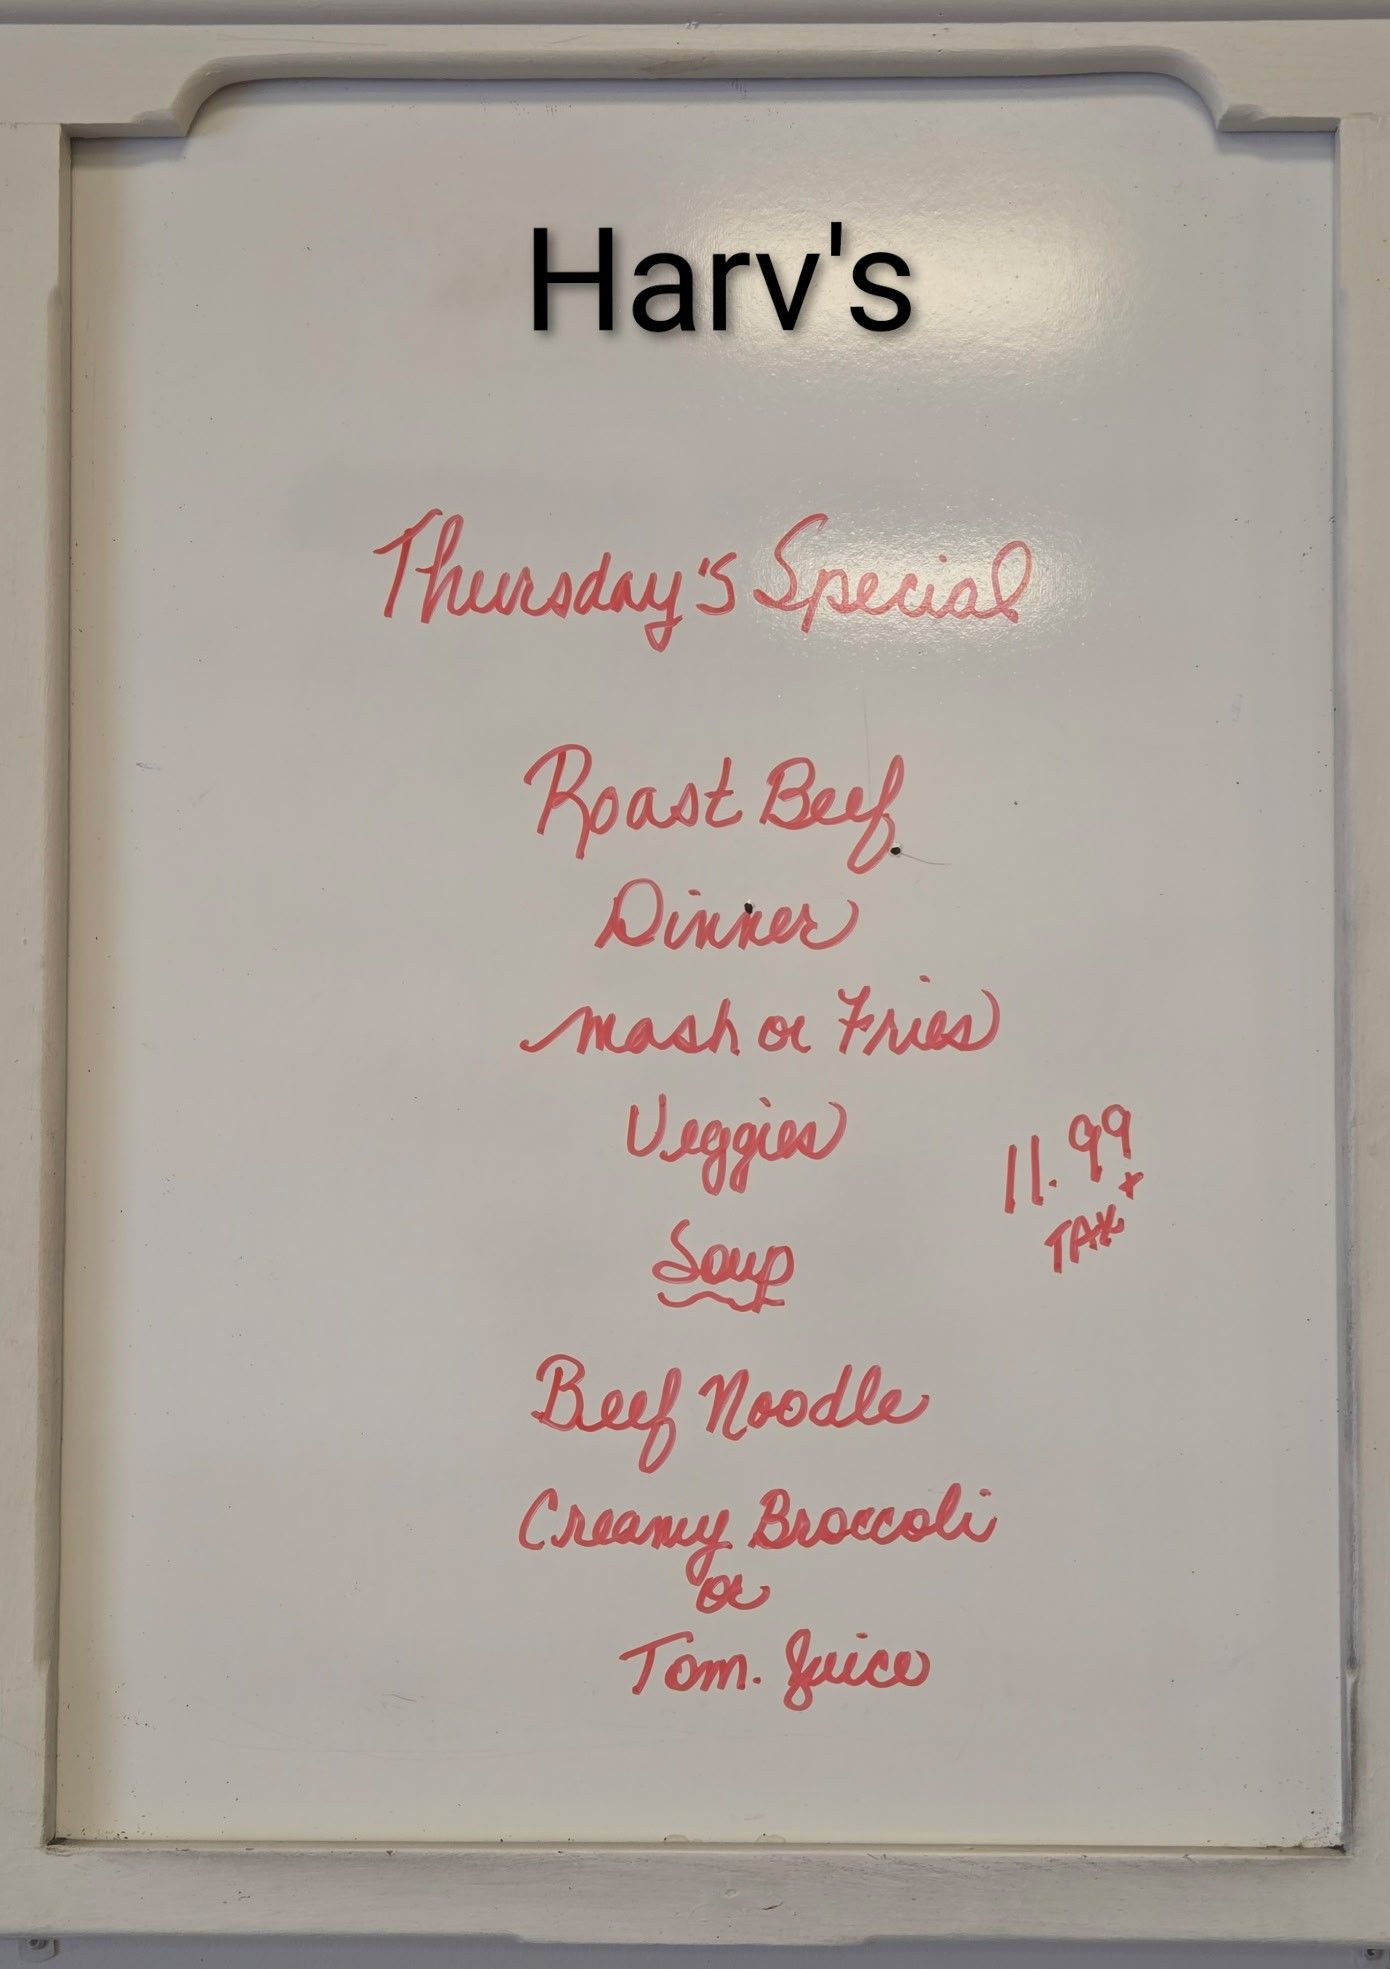 Harv's
Thursday's Special
Roast Beef
Dinner
Mash or Fries
Veggies
11.99
+
TAX
Soup
Beef Noodle
Creamy Broccoli
or
Tom. Juice